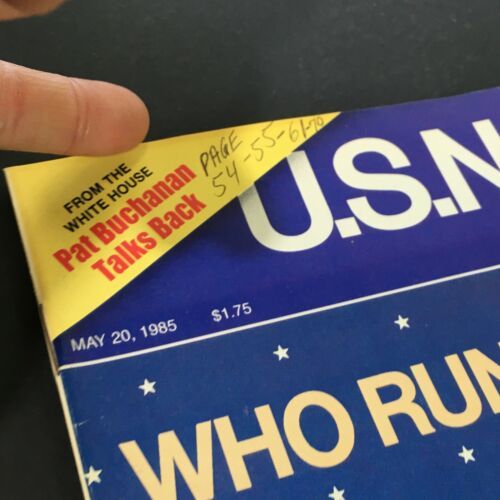 FROM THE
WHITE HOUSE
Pat Buchanan
Talks Back
PAGE
54-55-61-70
U.S.N
MAY 20, 1985 $1.75
WHO RUN